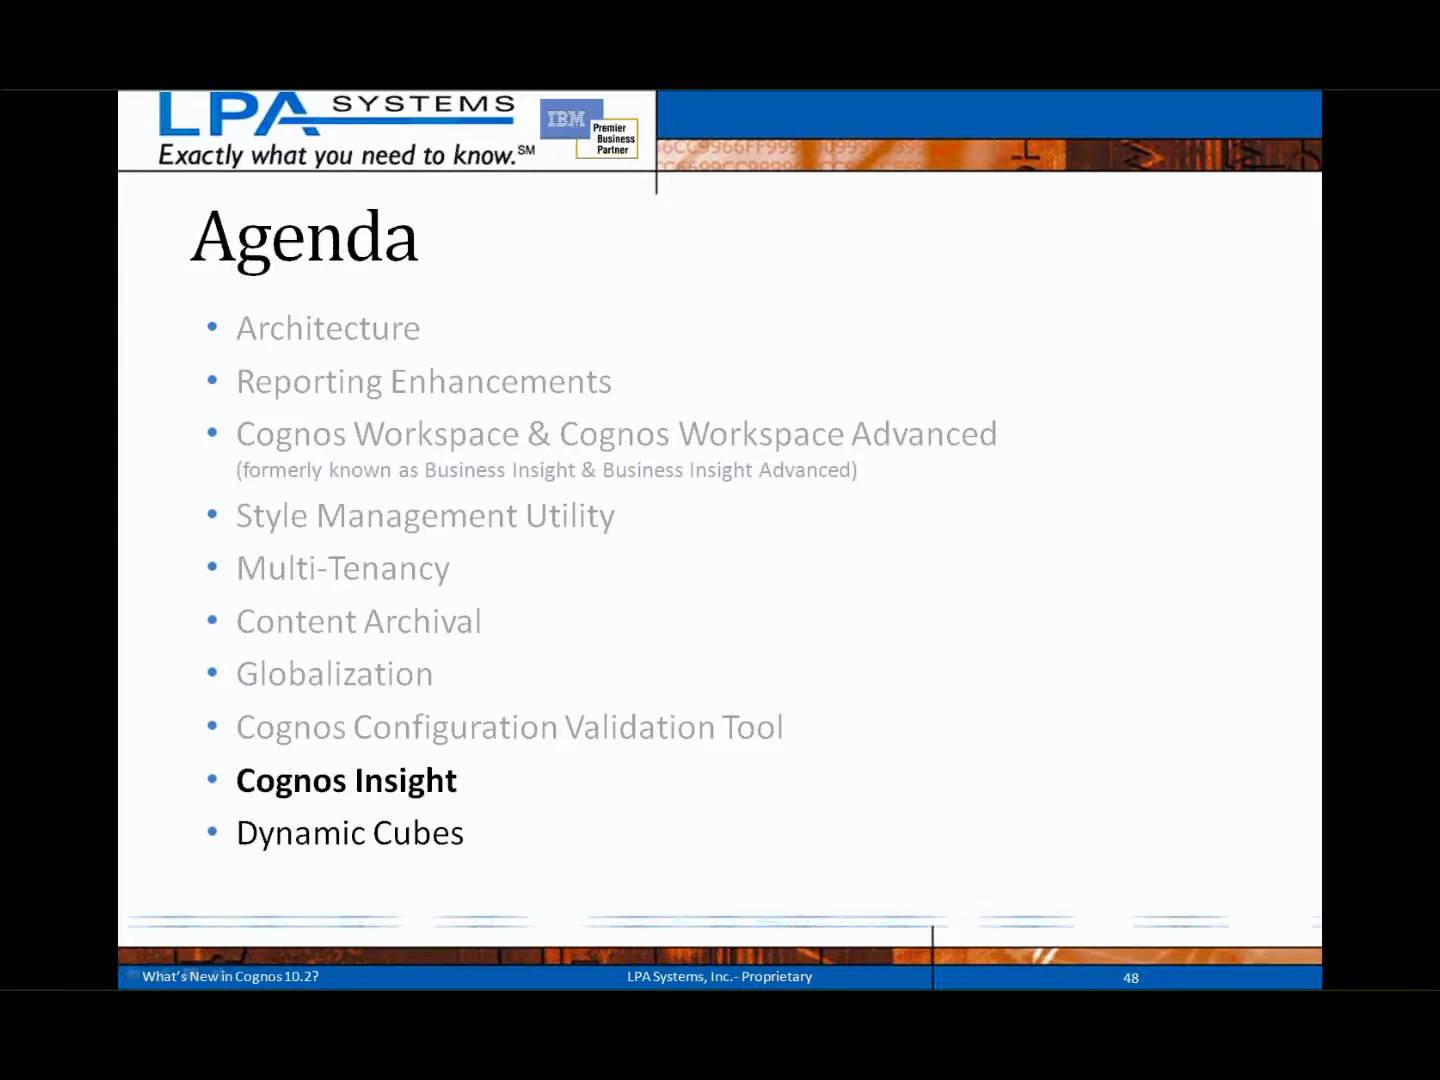 LPA SYSTEMS
Exactly what you need to know.SM
IBM
Premier
Business
Partner
Agenda
• Architecture
• Reporting Enhancements
• Cognos Workspace & Cognos Workspace Advanced
(formerly known as Business Insight & Business Insight Advanced)
• Style Management Utility
• Multi-Tenancy
• Content Archival
• Globalization
• Cognos Configuration Validation Tool
• Cognos Insight
• Dynamic Cubes
What's New in Cognos 10.2?
LPA Systems, Inc.- Proprietary
48